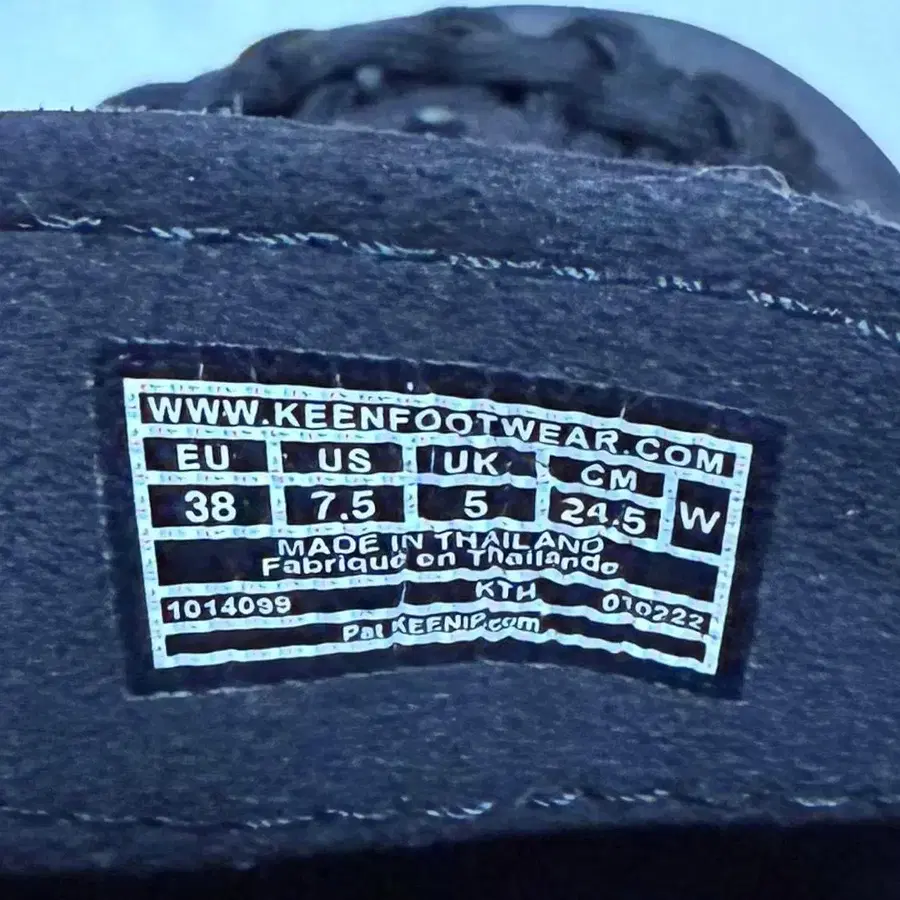 WWW.KEENFOOTWEAR.COM
EU US UK CM W
38 7.5 5 24.5
MADE IN THAILAND
Fabriqué en Thaïlande
1014099 KTH 010222
Pat KEENIP.com